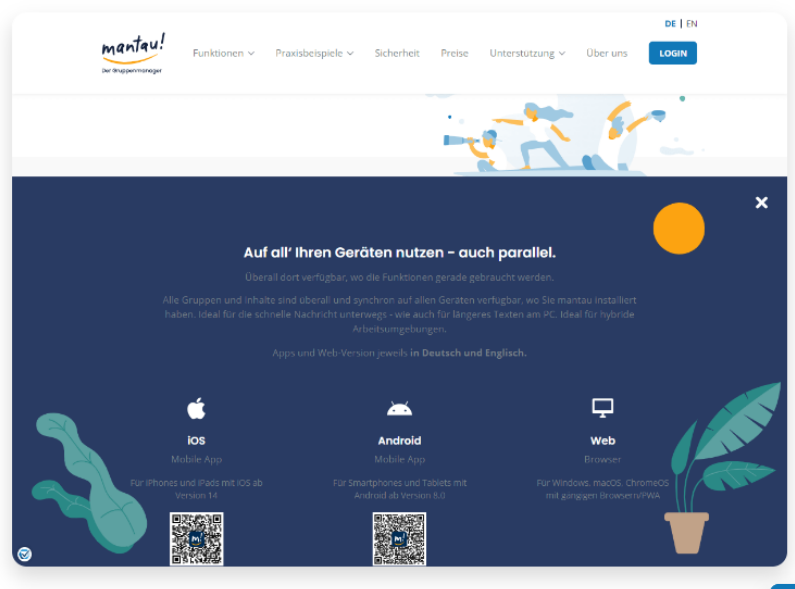 DE | EN
mantau!
Der Gruppenmanager
Funktionen Praxisbeispiele Sicherheit Preise Unterstützung Über uns LOGIN
Auf all' Ihren Geräten nutzen – auch parallel.
Überall dort verfügbar, wo die Funktionen gerade gebraucht werden.
Alle Gruppen und Inhalte sind überall und synchron auf allen Geräten verfügbar, wo Sie mantau installiert
haben. Ideal für die schnelle Nachricht unterwegs - wie auch für längeres Texten am PC. Ideal für hybride
Arbeitsumgebungen.
Apps und Web-Version jeweils in Deutsch und Englisch.
iOS
Mobile App
Für iPhones und iPads mit iOS ab
Version 14
m!
Android
Mobile App
Für Smartphones und Tablets mit
Android ab Version 8.0
m!
Web
Browser
Für Windows, macOS, ChromeOS
mit gängigen Browsern/PWA